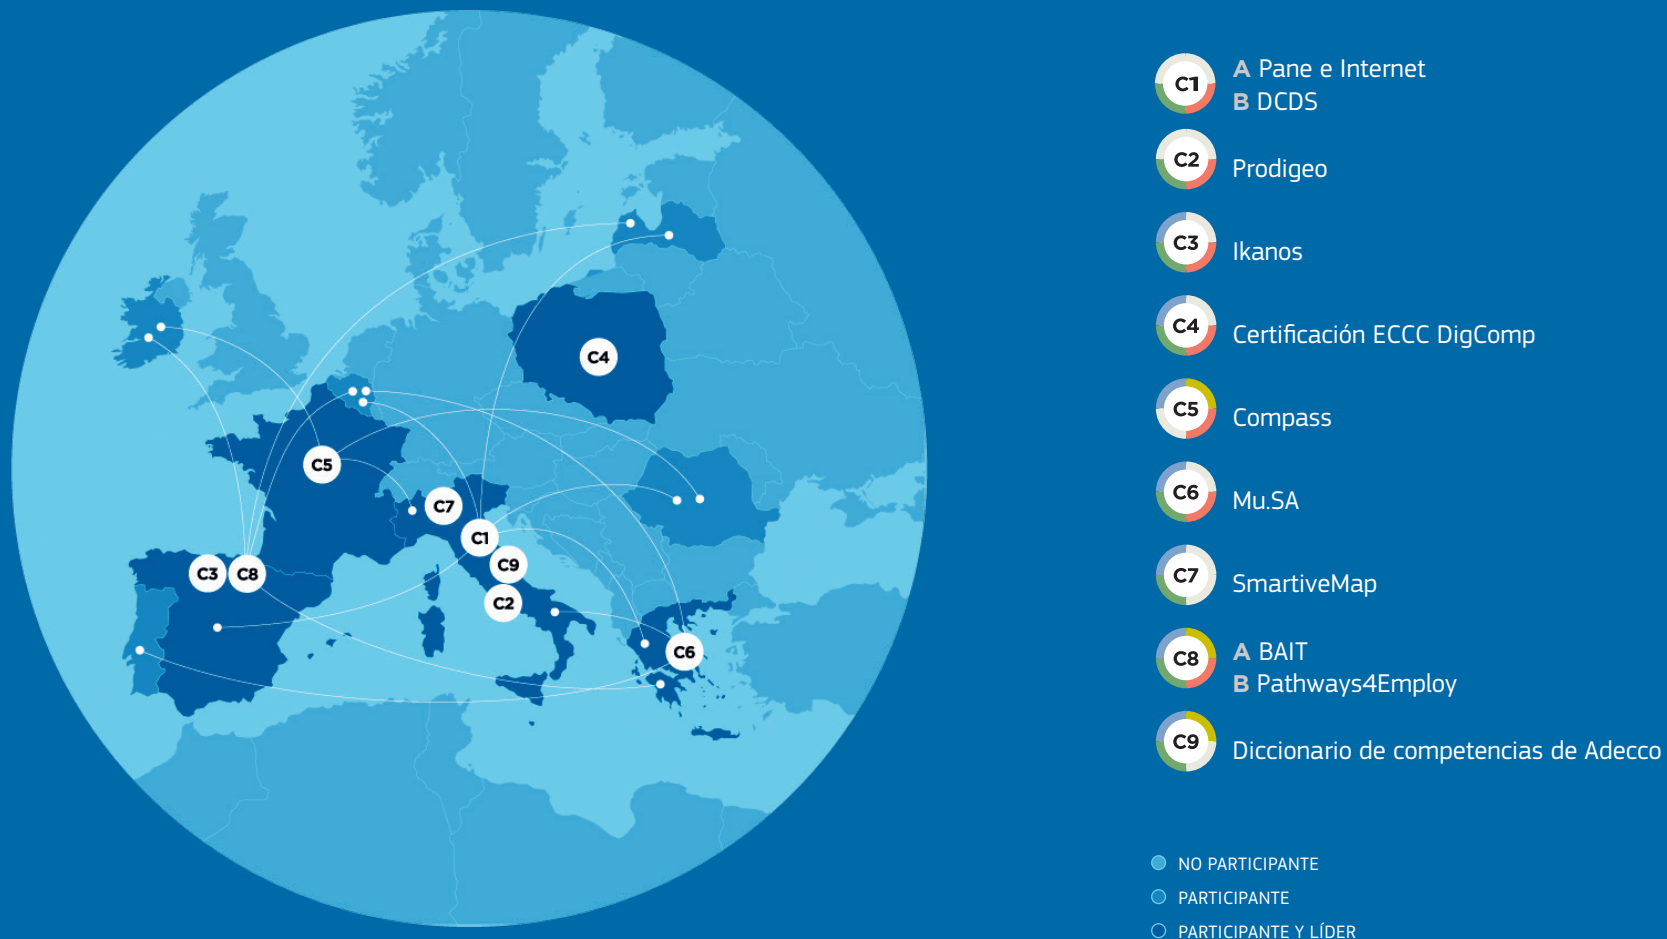 C4
C5
C7
C1
C9
C3
C8
C2
C6
C1
A Pane e Internet
B DCDS
C2
Prodigeo
C3
Ikanos
C4
Certificación ECCC DigComp
C5
Compass
C6
Mu.SA
C7
SmartiveMap
C8
A BAIT
B Pathways4Employ
C9
Diccionario de competencias de Adecco
NO PARTICIPANTE
PARTICIPANTE
PARTICIPANTE Y LÍDER